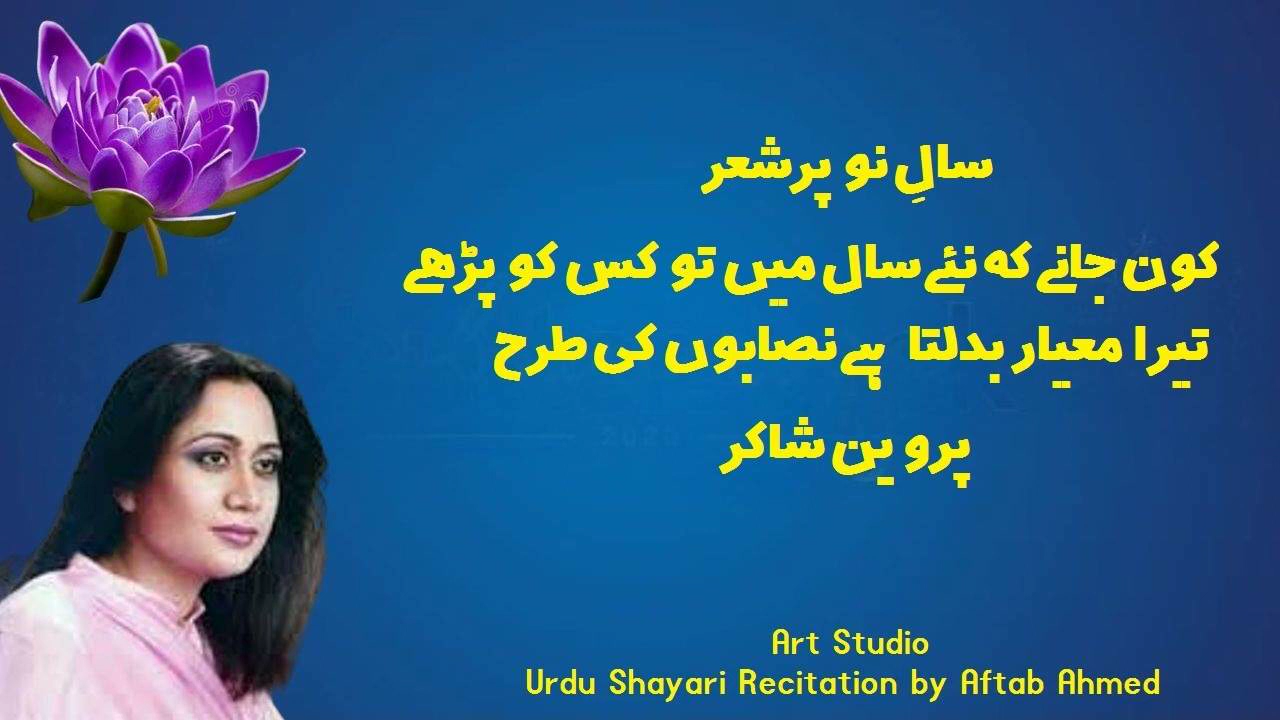 سالِ نو پر شعر
کون جانے کہ نئے سال میں تو کس کو پڑھے
تیرا معیار بدلتا ہے نصابوں کی طرح
پروین شاکر
Art Studio
Urdu Shayari Recitation by Aftab Ahmed